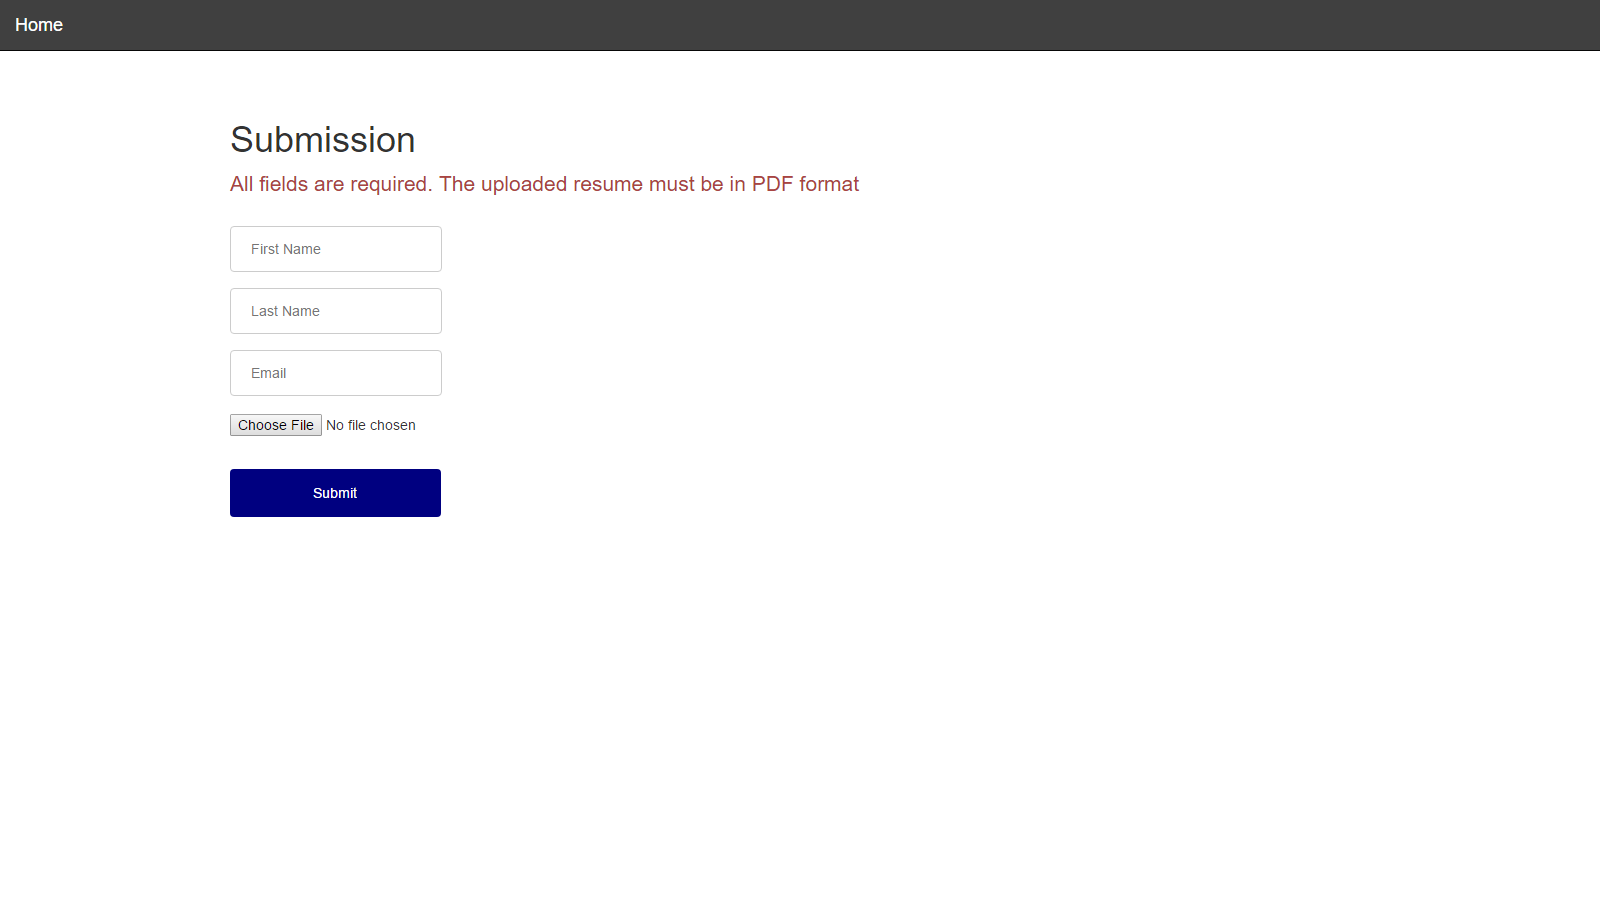 Home
Submission
All fields are required. The uploaded resume must be in PDF format
First Name
Last Name
Email
Choose File No file chosen
Submit